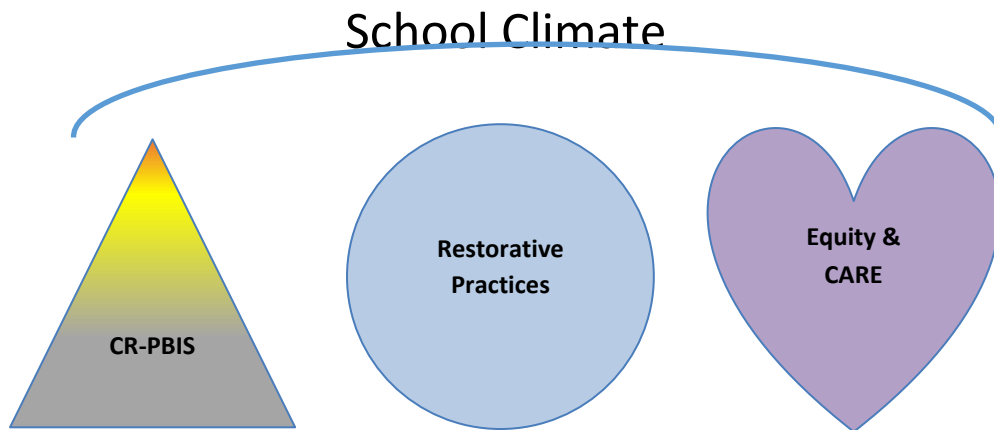 School Climate
CR-PBIS
Restorative
Practices
Equity &
CARE